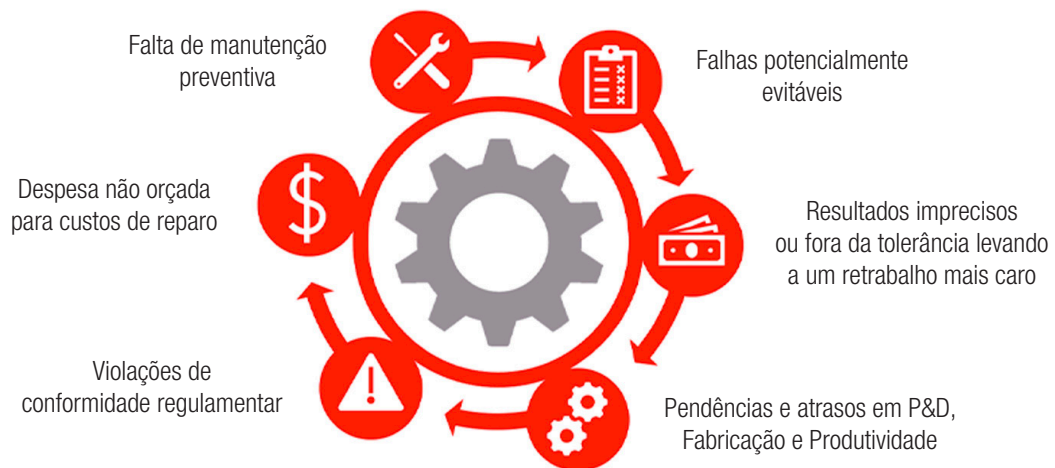 Falta de manutenção
preventiva
Falhas potencialmente
evitáveis
Resultados imprecisos
ou fora da tolerância levando
a um retrabalho mais caro
Pendências e atrasos em P&D,
Fabricação e Produtividade
Violações de
conformidade regulamentar
Despesa não orçada
para custos de reparo